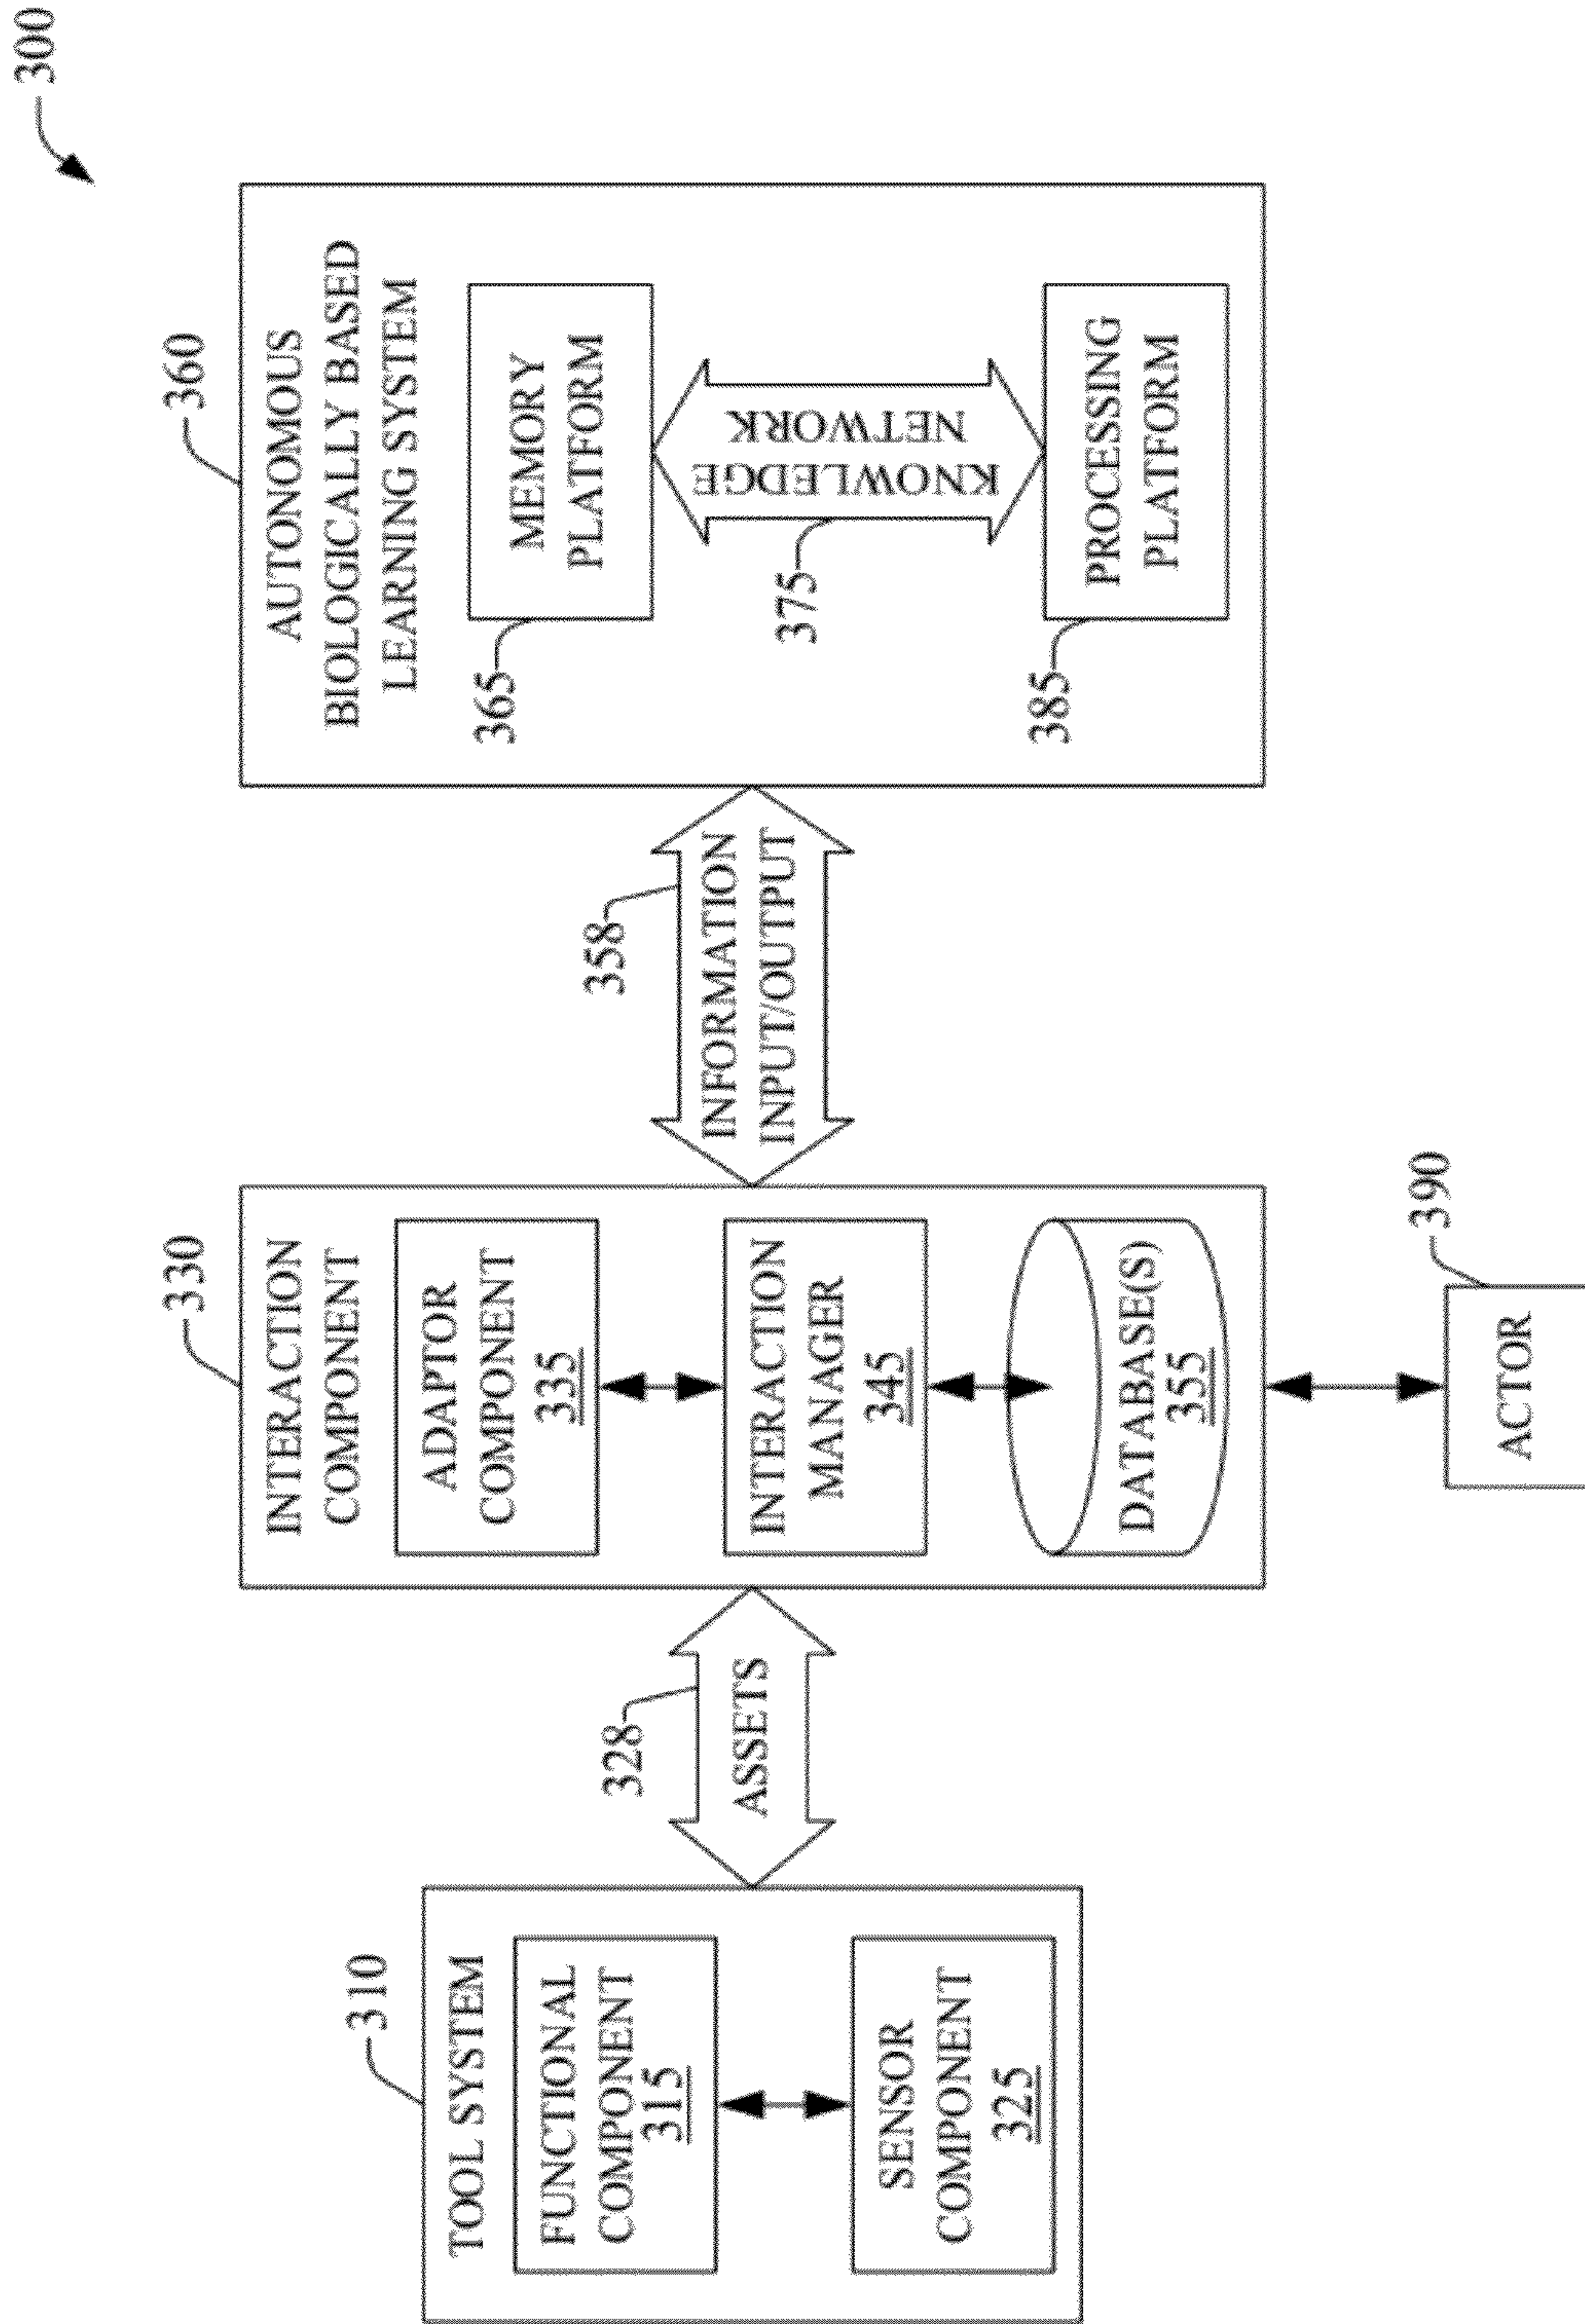 300
310
TOOL SYSTEM
FUNCTIONAL
COMPONENT
315
SENSOR
COMPONENT
325
328
ASSETS
330
INTERACTION
COMPONENT
ADAPTOR
COMPONENT
335
INTERACTION
MANAGER
345
DATABASE(S)
355
390
ACTOR
358
INFORMATION
INPUT/OUTPUT
360
AUTONOMOUS
BIOLOGICALLY BASED
LEARNING SYSTEM
365
MEMORY
PLATFORM
375
KNOWLEDGE
NETWORK
385
PROCESSING
PLATFORM